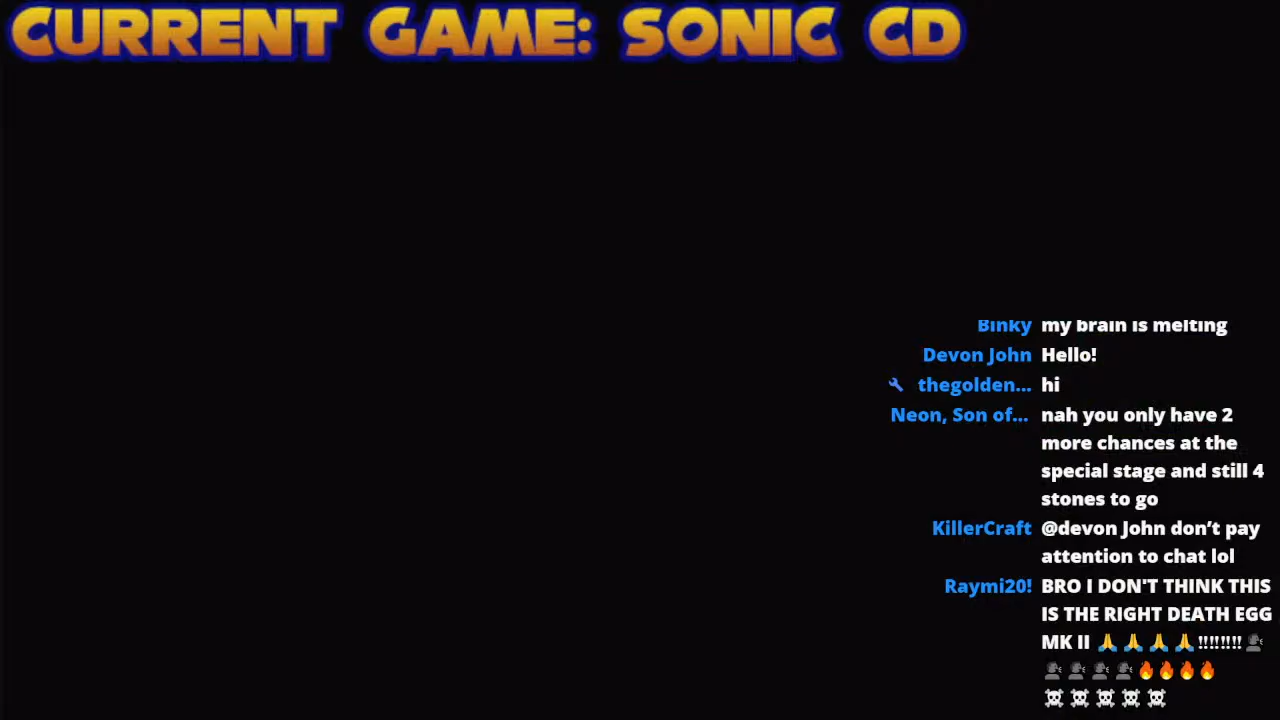 CURRENT GAME: SONIC CD
Binky my brain is melting
Devon John Hello!
thegolden... hi
Neon, Son of... nah you only have 2
more chances at the
special stage and still 4
stones to go
KillerCraft @devon John don’t pay
attention to chat lol
Raymi20! BRO I DON'T THINK THIS
IS THE RIGHT DEATH EGG
MK II 🙏 🙏 🙏 🙏 !!!!!!!! 🗣
🗣 🗣 🗣 🗣 🔥🔥🔥🔥
☠ ☠ ☠ ☠ ☠